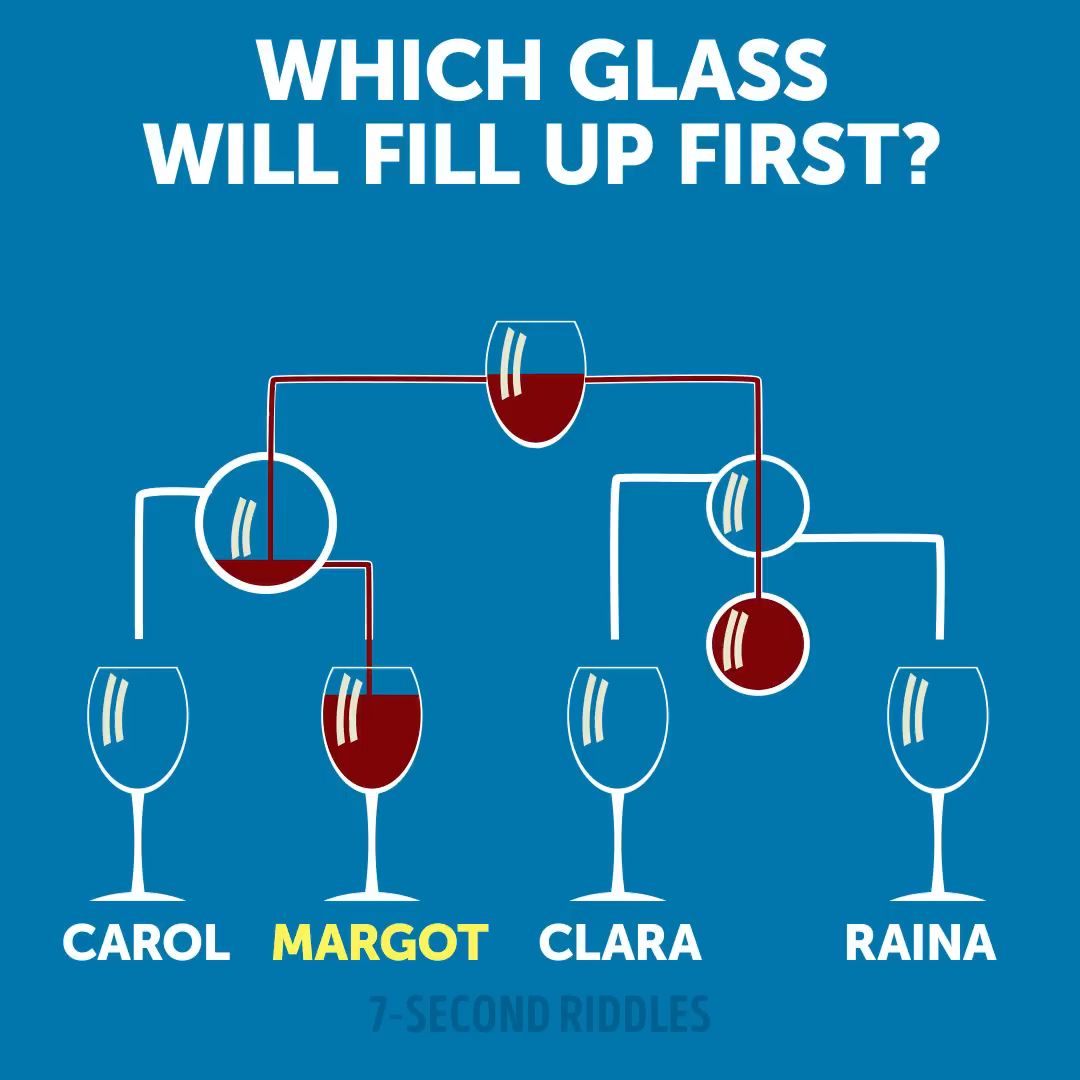 WHICH GLASS
WILL FILL UP FIRST?
CAROL MARGOT CLARA RAINA
7-SECOND RIDDLES